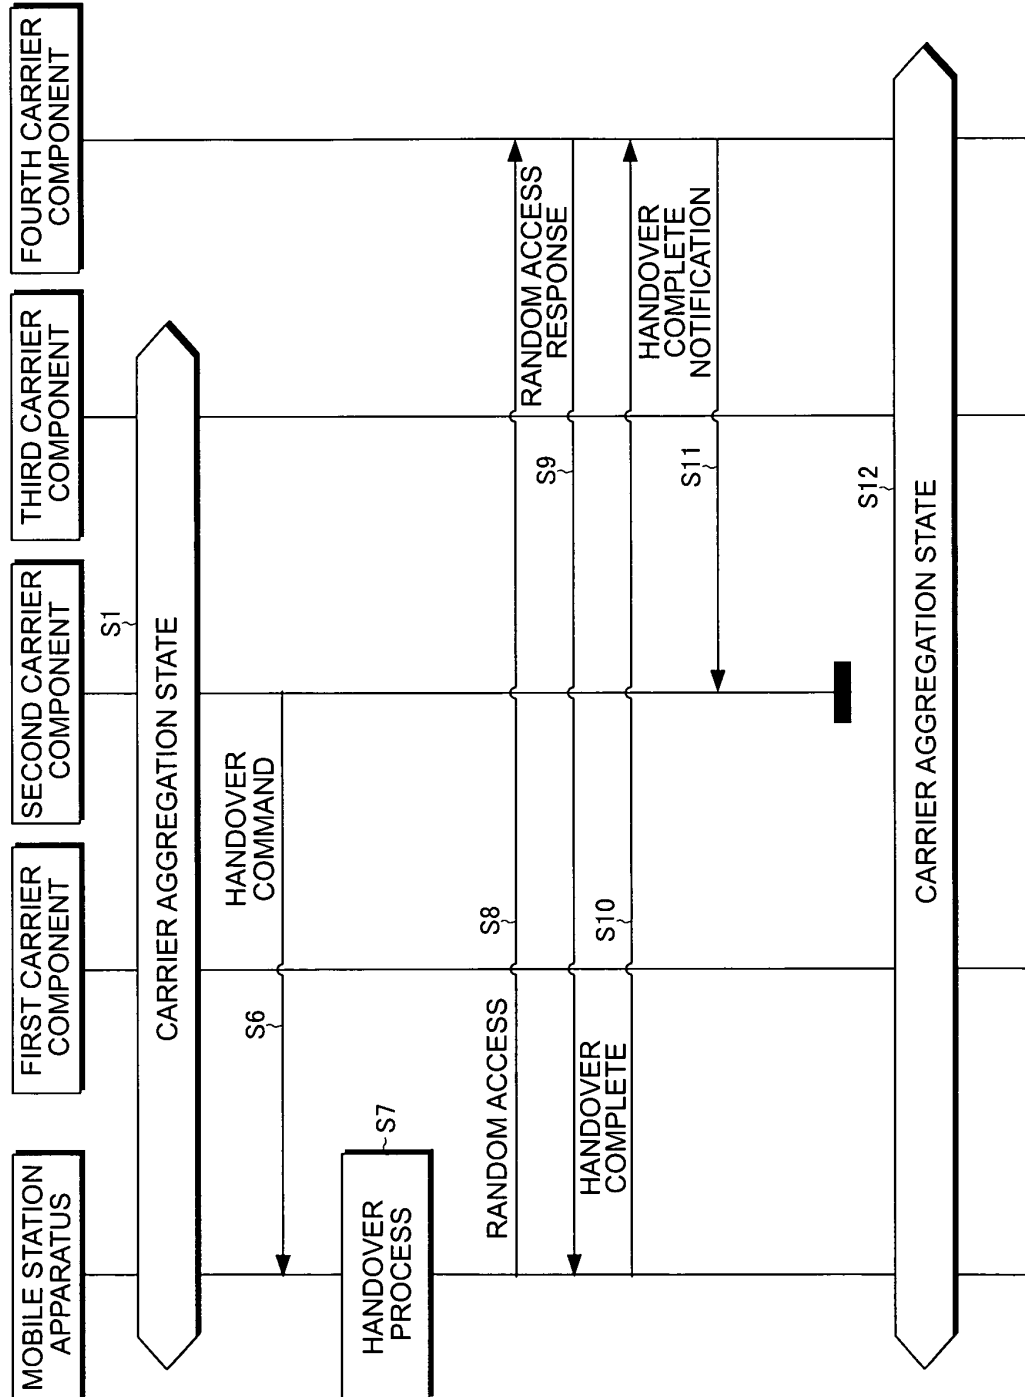 MOBILE STATION
APPARATUS
FIRST CARRIER
COMPONENT
SECOND CARRIER
COMPONENT
THIRD CARRIER
COMPONENT
FOURTH CARRIER
COMPONENT
S1
CARRIER AGGREGATION STATE
HANDOVER
COMMAND
S6
HANDOVER
PROCESS
S7
RANDOM ACCESS
S8
RANDOM ACCESS
RESPONSE
S9
HANDOVER
COMPLETE
S10
HANDOVER
COMPLETE
NOTIFICATION
S11
S12
CARRIER AGGREGATION STATE